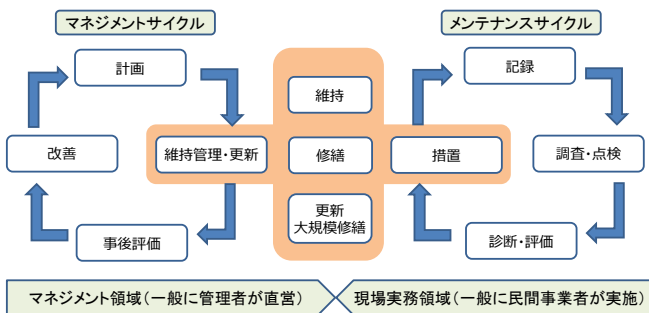 マネジメントサイクル
メンテナンスサイクル
計画
維持管理・更新
事後評価
改善
維持
修繕
更新
大規模修繕
記録
調査・点検
診断・評価
措置
マネジメント領域(一般に管理者が直営)
現場実務領域(一般に民間事業者が実施)